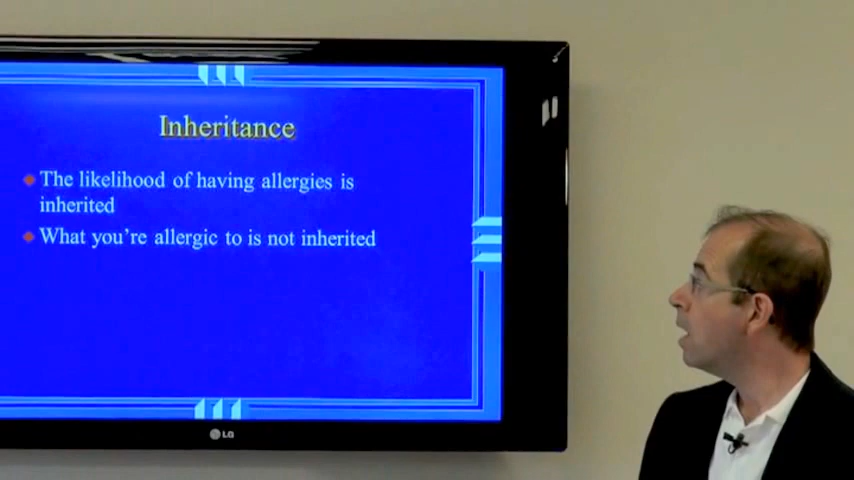 Inheritance
The likelihood of having allergies is
inherited
What you're allergic to is not inherited
LG